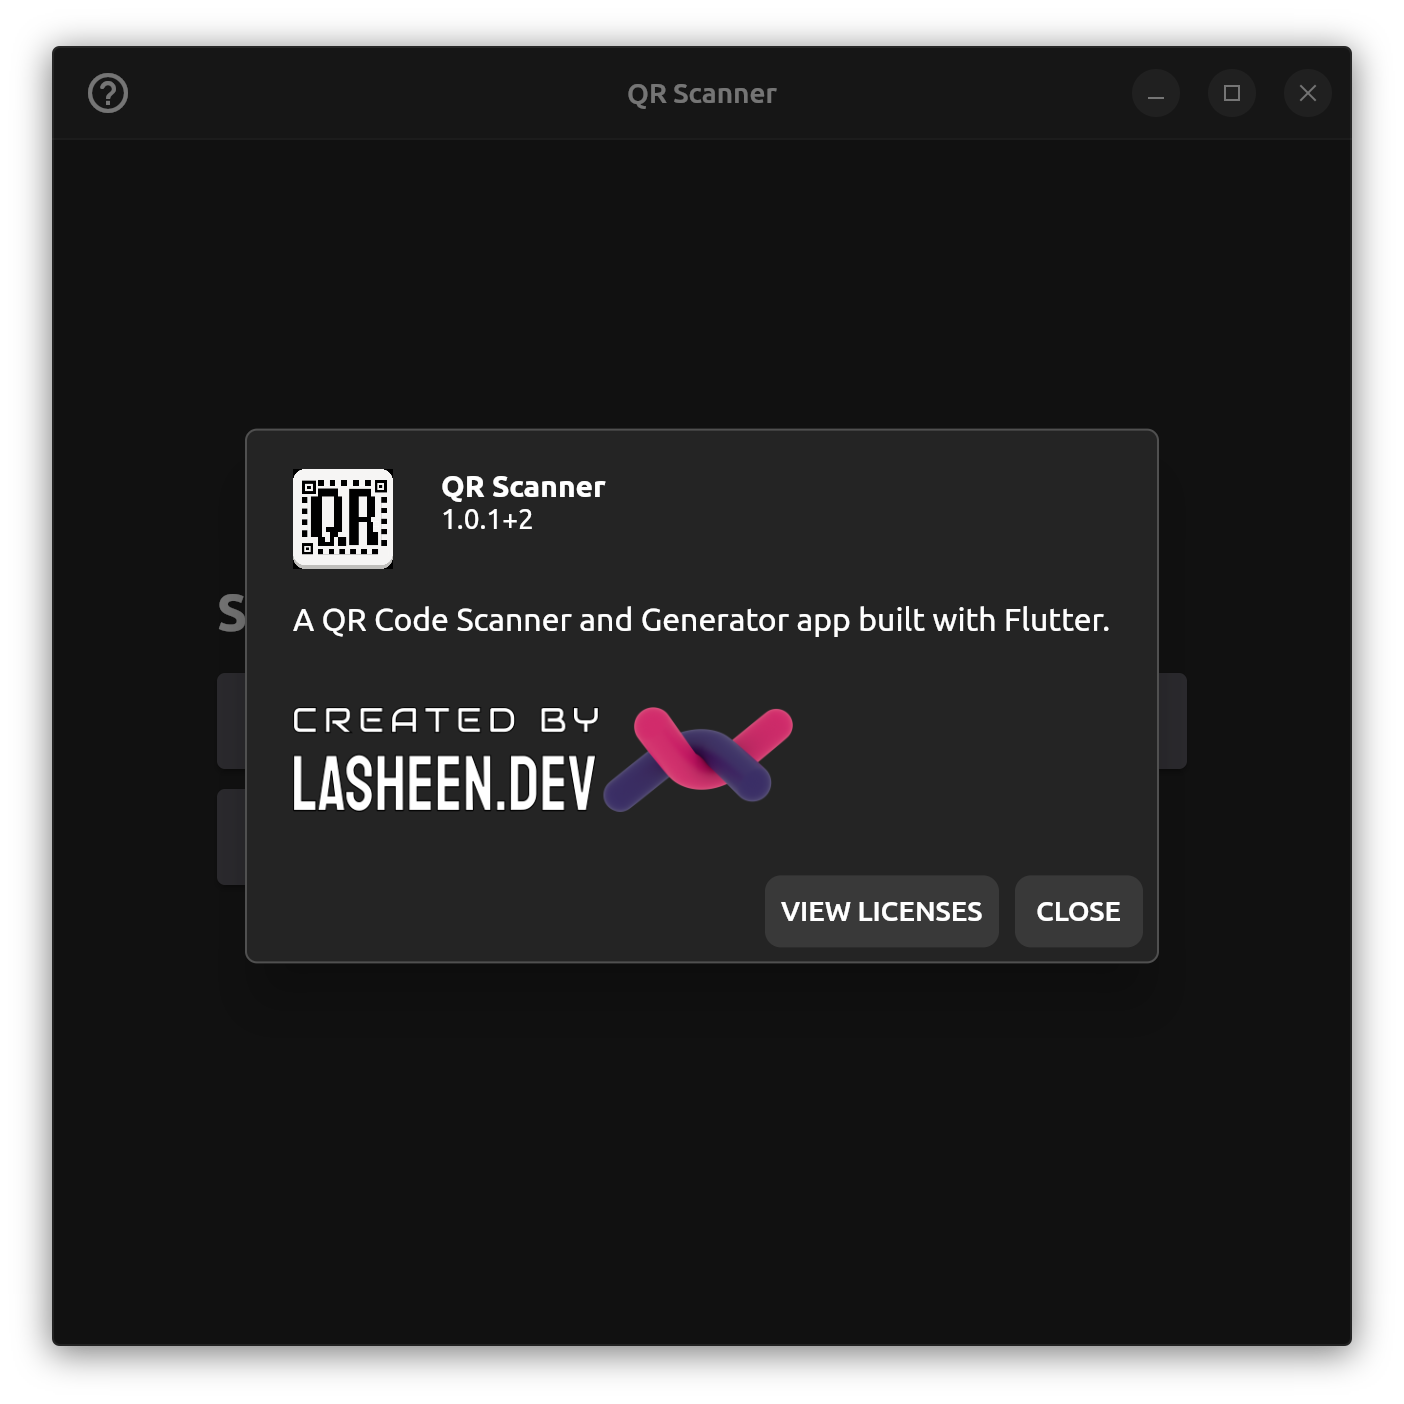 QR Scanner
QR
QR Scanner
1.0.1+2
A QR Code Scanner and Generator app built with Flutter.
CREATED BY
LASHEEN.DEV
VIEW LICENSES
CLOSE